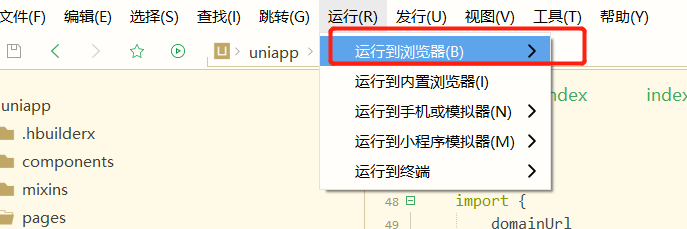 文件(F) 编辑(E) 选择(S) 查找(I) 跳转(G) 运行(R) 发行(U) 视图(V) 工具(T) 帮助(Y)
U uniapp
运行到浏览器(B)
运行到内置浏览器(I)
运行到手机或模拟器(N)
运行到小程序模拟器(M)
运行到终端
ndex inde
uniapp
.hbuilderx
components
mixins
pages
48 import {
49 domainUrl